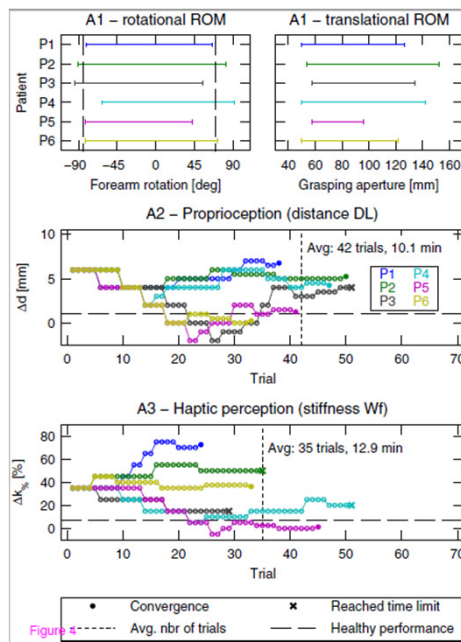 A1 – rotational ROM
A1 – translational ROM
Patient
P1
P2
P3
P4
P5
P6
−90 −45 0 45 90
Forearm rotation [deg]
40 60 80 100 120 140 160
Grasping aperture [mm]
A2 – Proprioception (distance DL)
Avg: 42 trials, 10.1 min
Δd [mm]
10
5
0
P1 P4
P2 P5
P3 P6
0 10 20 30 40 50 60
Trial
A3 – Haptic perception (stiffness Wf)
Avg: 35 trials, 12.9 min
Δk% [%]
80
60
40
20
0
0 10 20 30 40 50 60
Trial
Figure 4
Convergence
Reached time limit
Avg. nbr of trials
Healthy performance